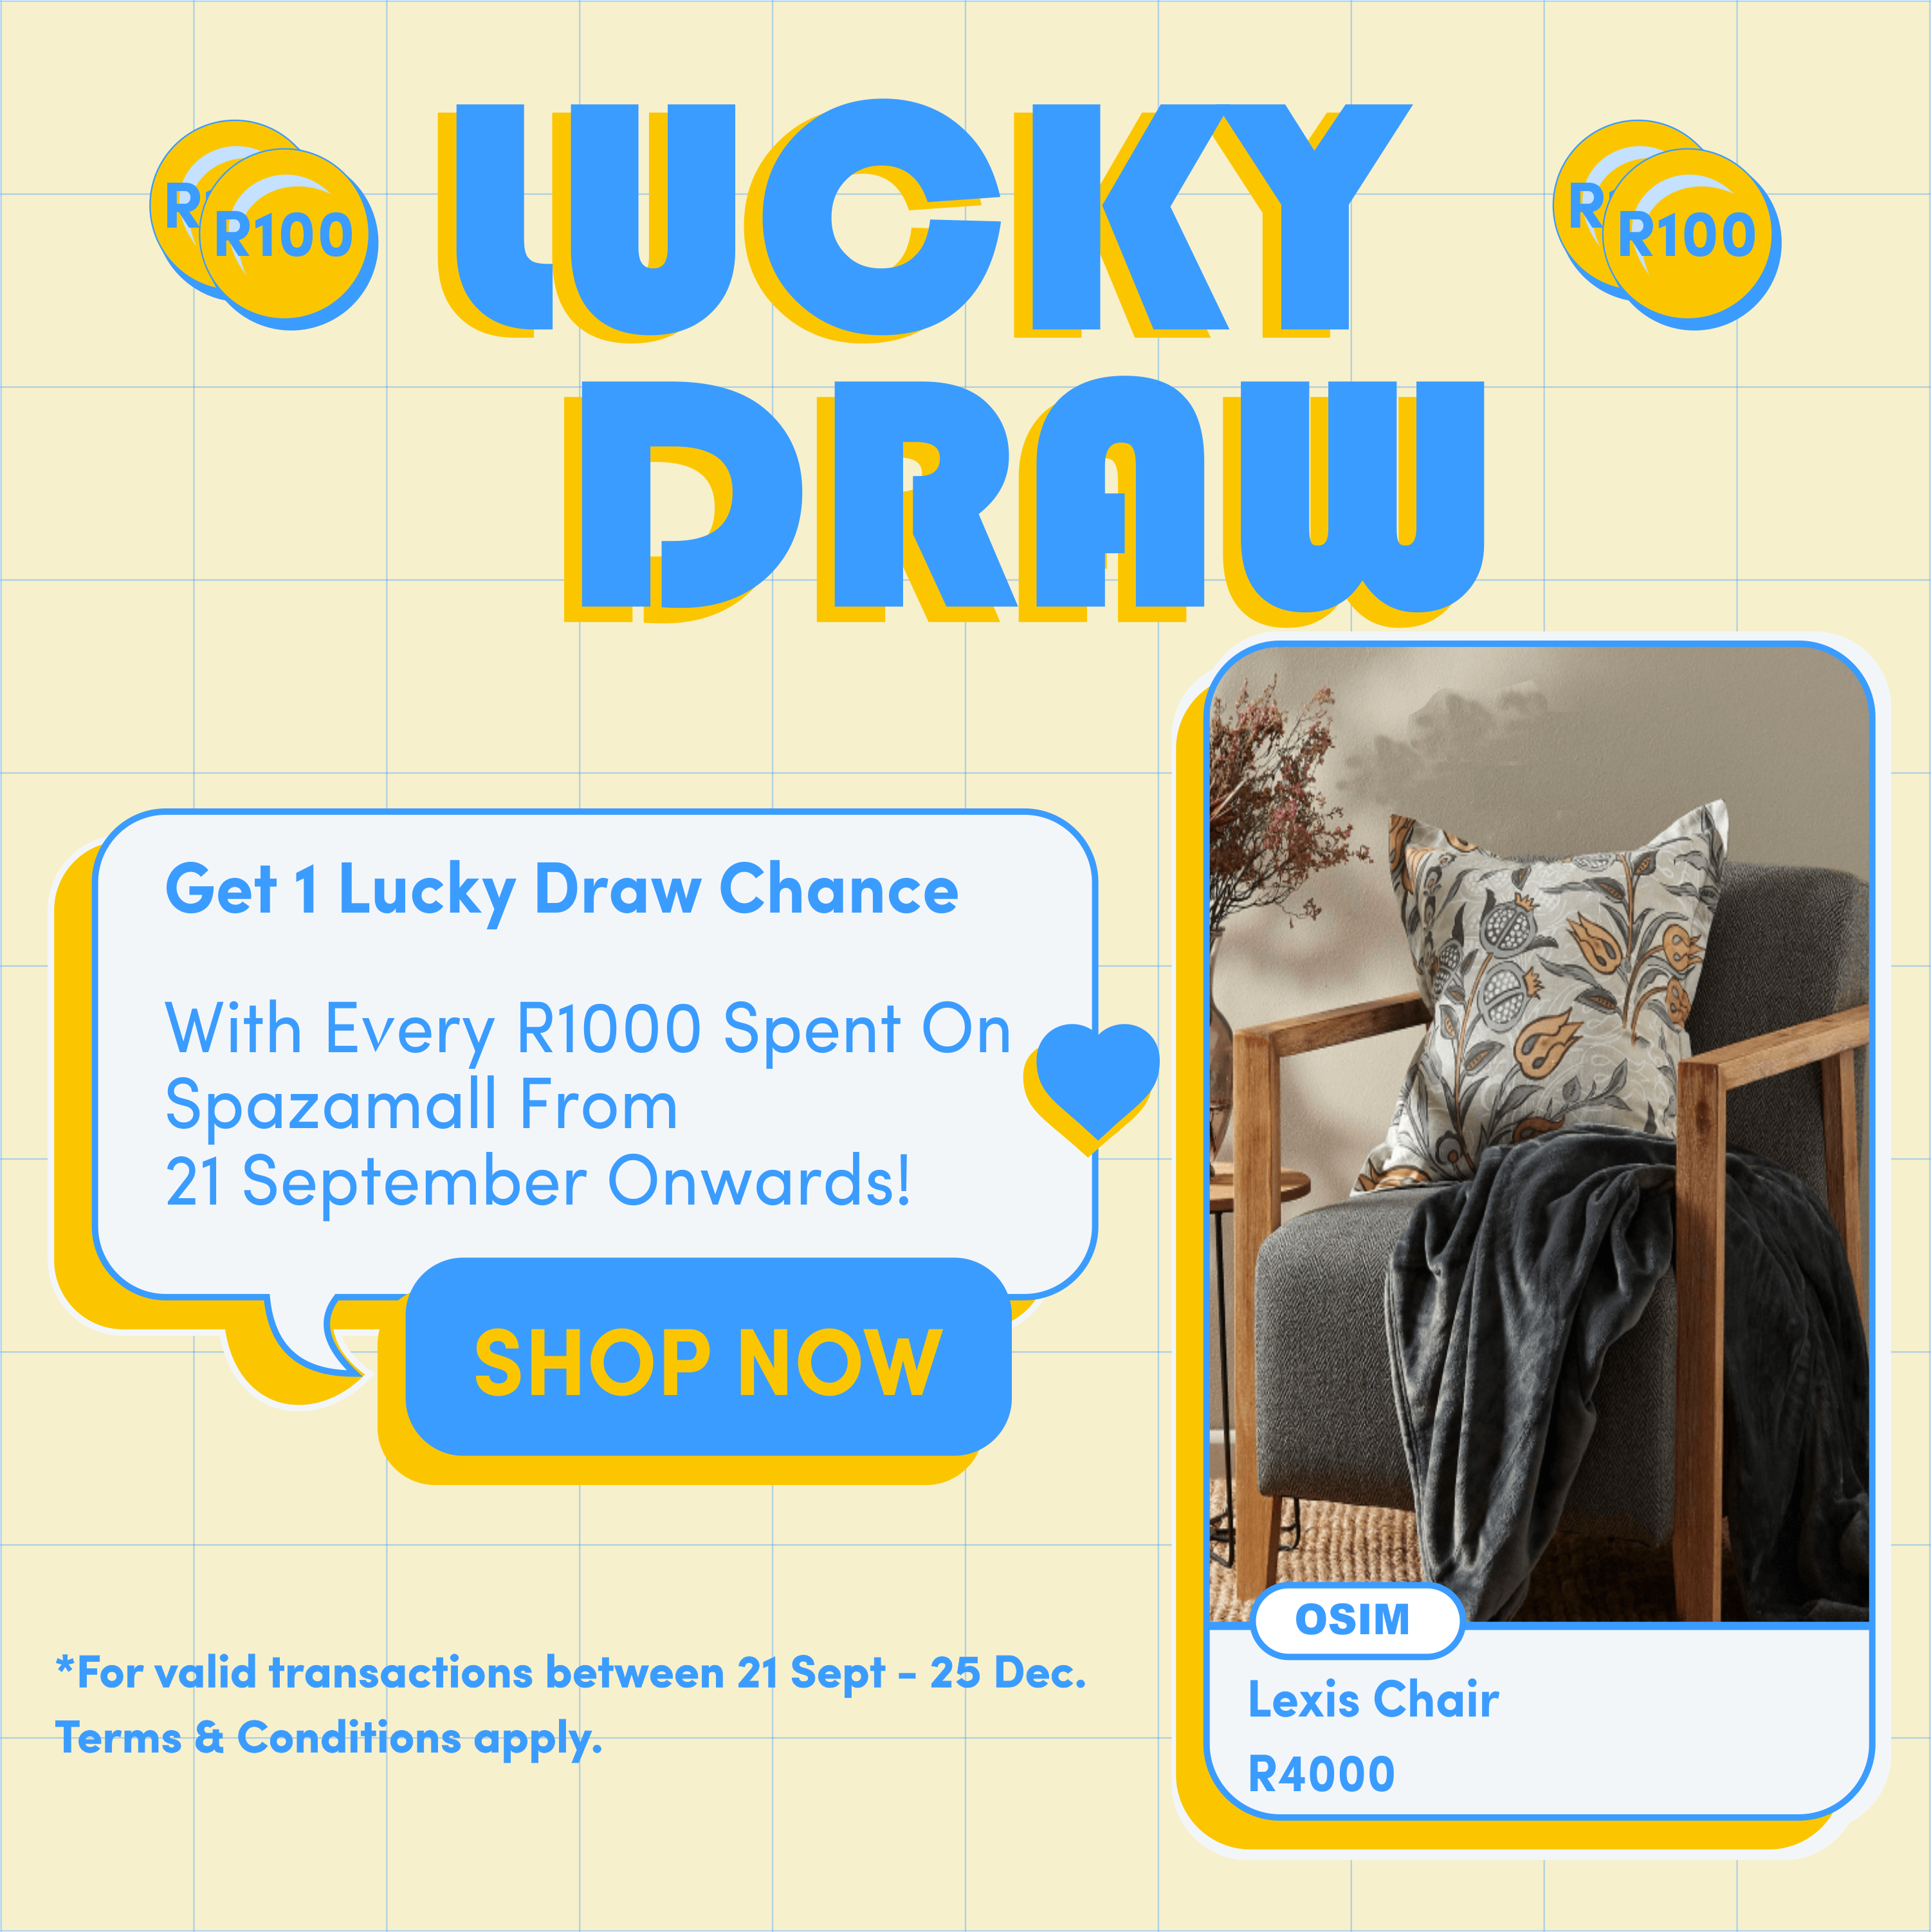 LUCKY
DRAW
R100
R100
Get 1 Lucky Draw Chance
With Every R1000 Spent On
Spazamall From
21 September Onwards!
SHOP NOW
*For valid transactions between 21 Sept - 25 Dec.
Terms & Conditions apply.
OSIM
Lexis Chair
R4000